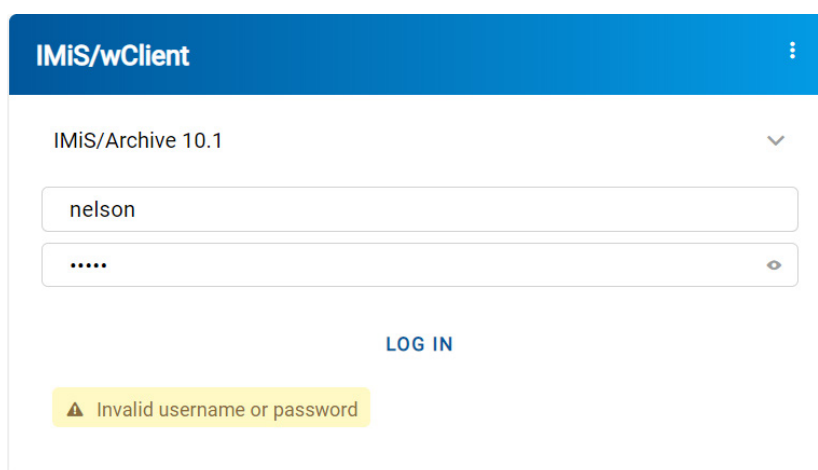 IMiS/wClient
IMiS/Archive 10.1
nelson
•••••
LOG IN
Invalid username or password